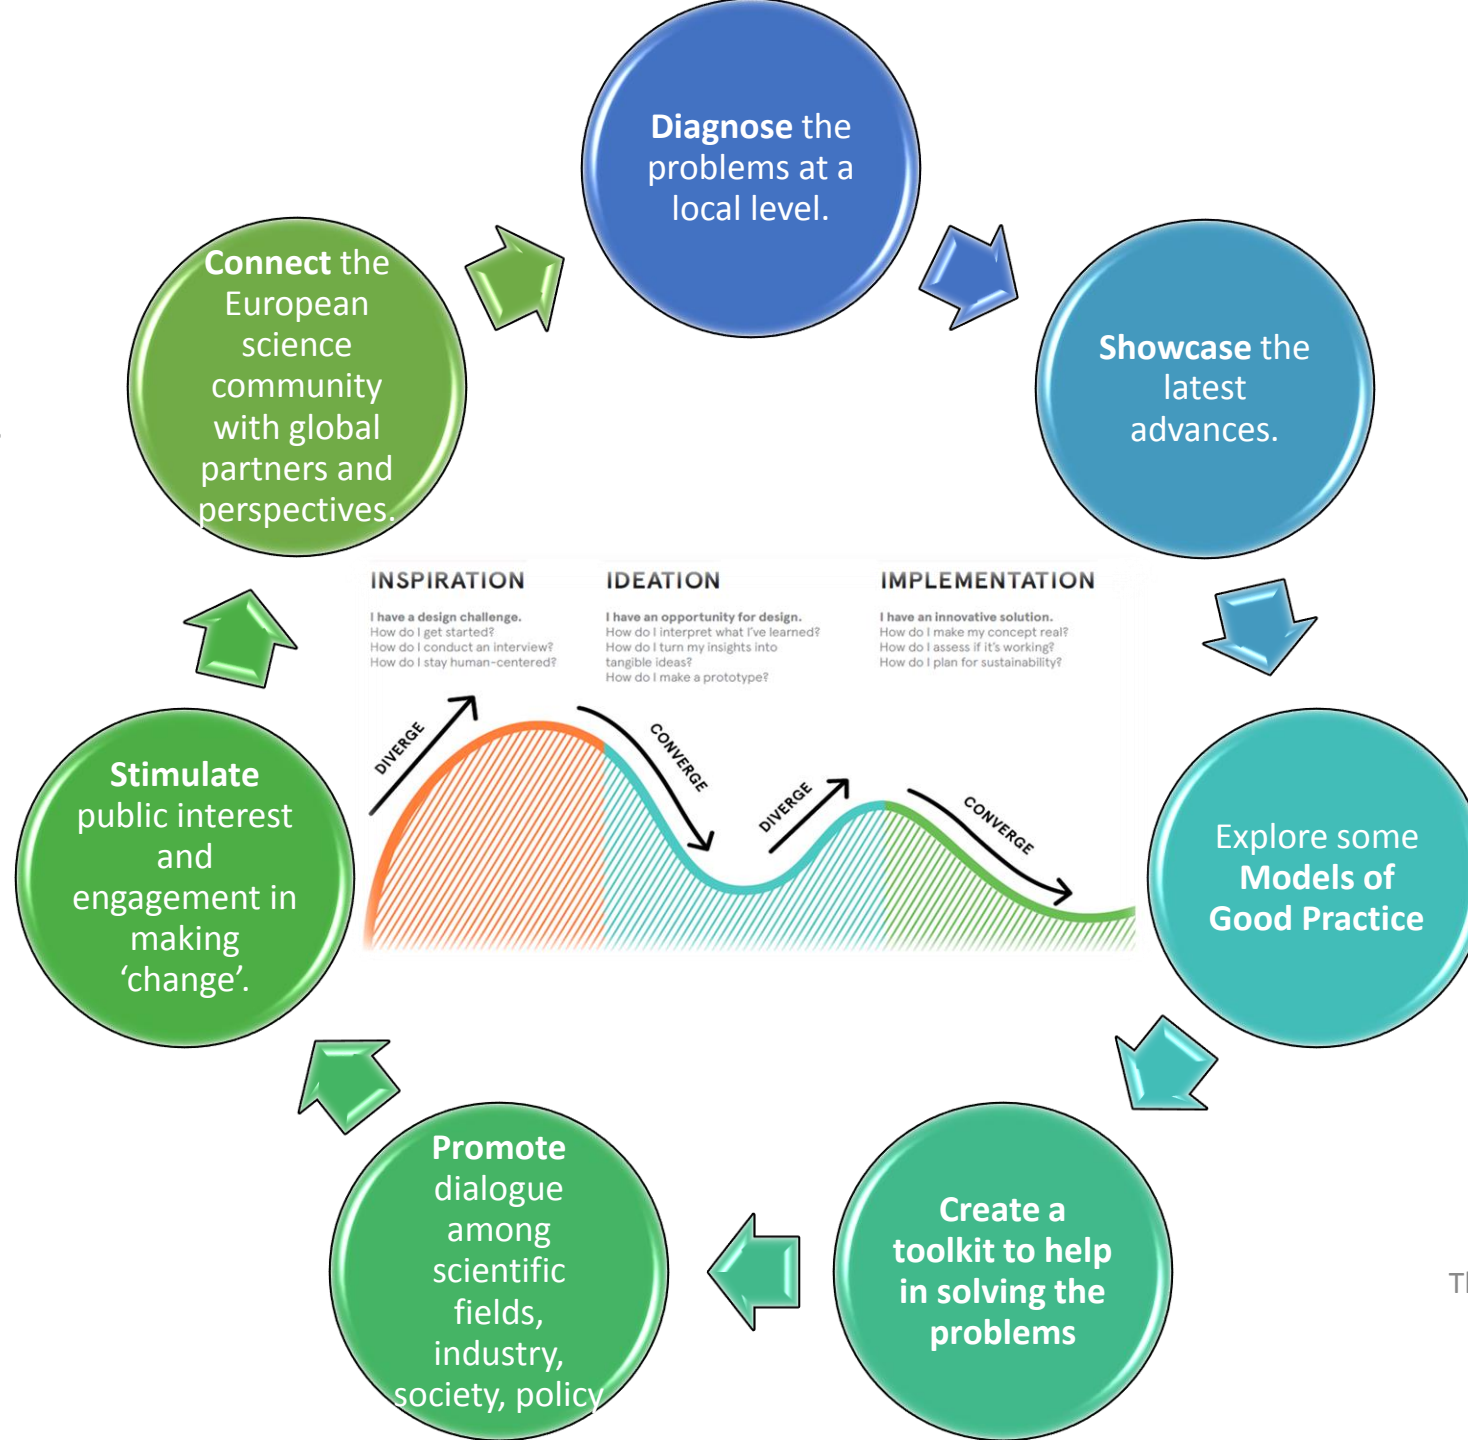 Diagnose the
problems at a
local level.
Showcase the
latest
advances.
Explore some
Models of
Good Practice
Create a
toolkit to help
in solving the
problems
Promote
dialogue
among
scientific
fields,
industry,
society, policy
Stimulate
public interest
and
engagement in
making
‘change’.
Connect the
European
science
community
with global
partners and
perspectives.
INSPIRATION
I have a design challenge.
How do I get started?
How do I conduct an interview?
How do I stay human-centered?
IDEATION
I have an opportunity for design.
How do I interpret what I've learned?
How do I turn my insights into
tangible ideas?
How do I make a prototype?
IMPLEMENTATION
I have an innovative solution.
How do I make my concept real?
How do I assess if it's working?
How do I plan for sustainability?
DIVERGE
CONVERGE
DIVERGE
CONVERGE